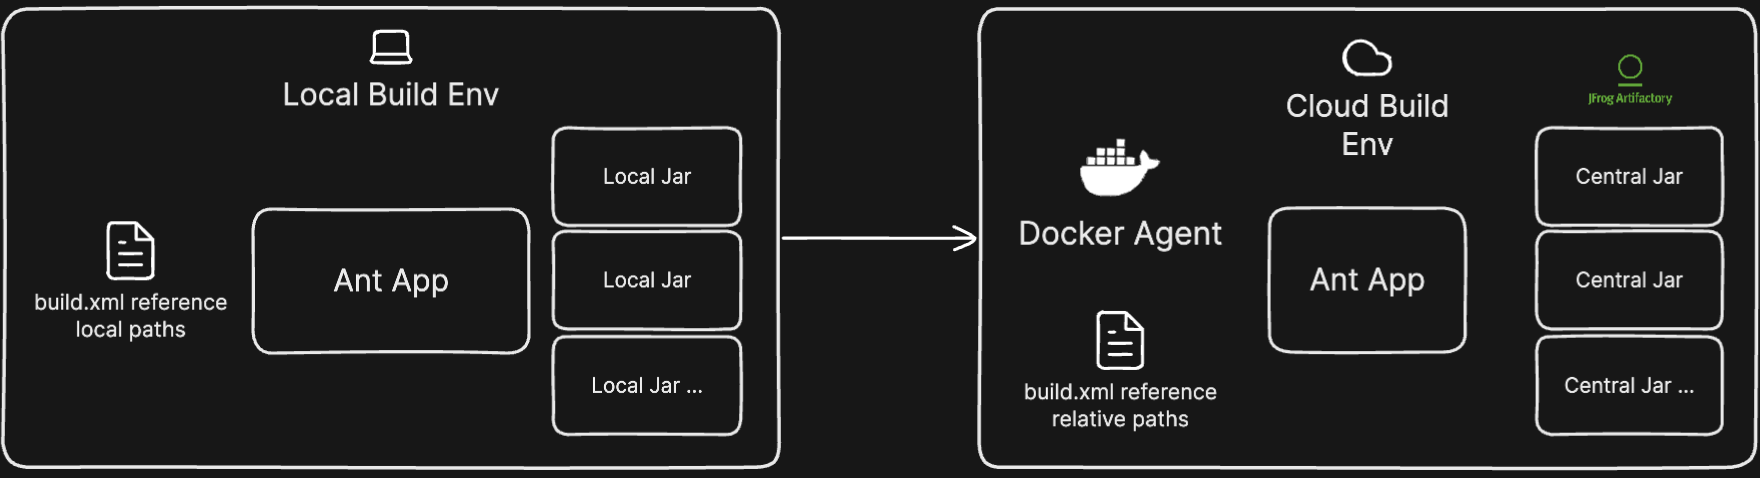 Local Build Env
build.xml reference
local paths
Ant App
Local Jar
Local Jar
Local Jar ...
Docker Agent
build.xml reference
relative paths
Cloud Build
Env
Ant App
JFrog Artifactory
Central Jar
Central Jar
Central Jar ...